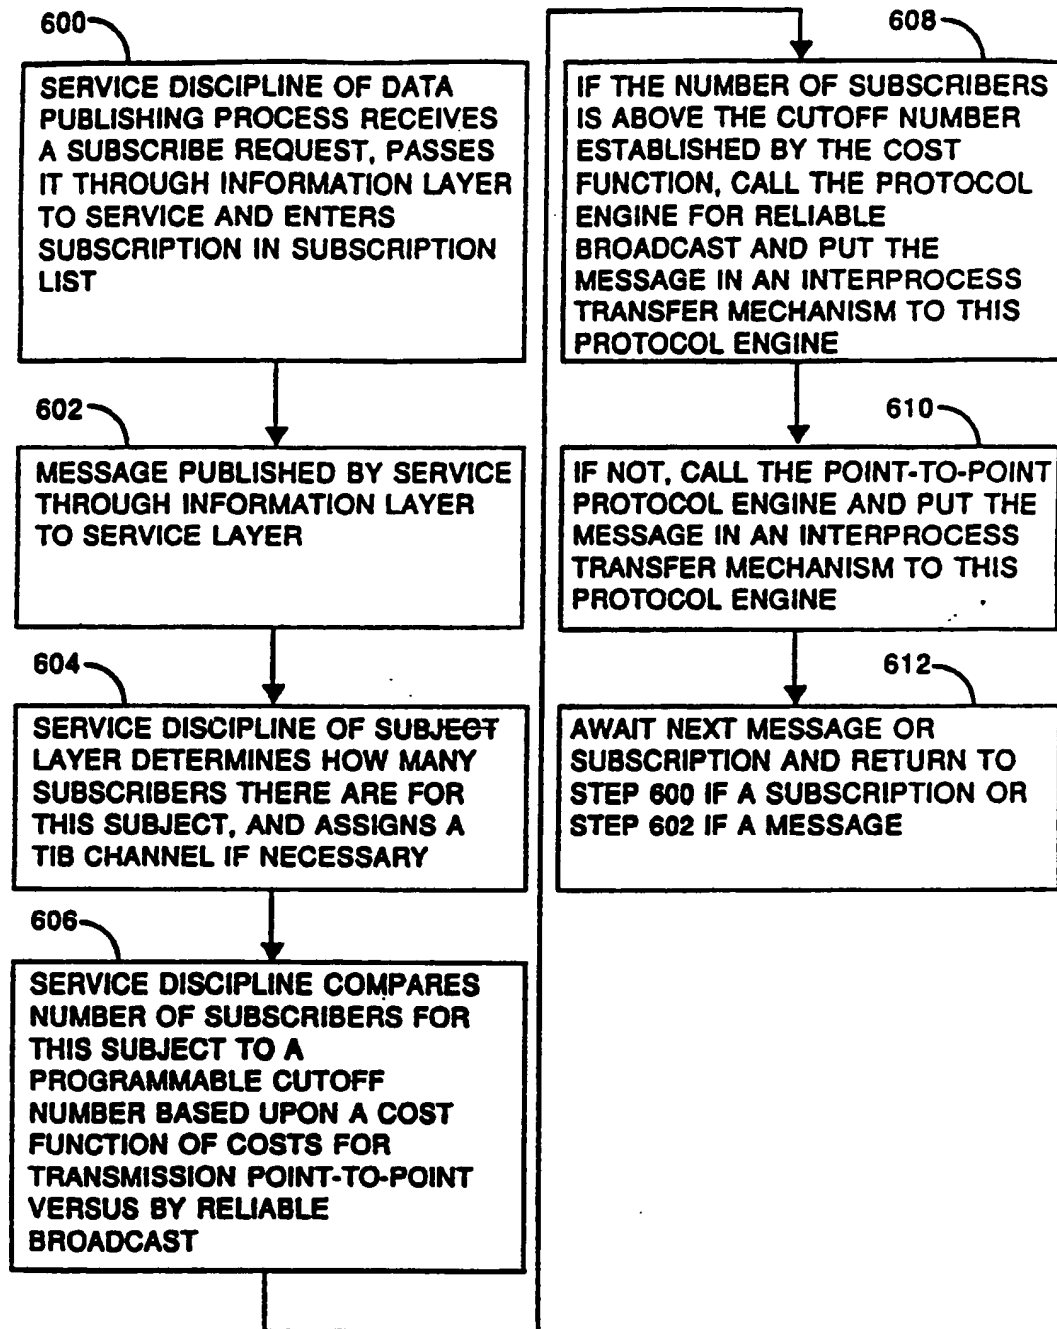 600
SERVICE DISCIPLINE OF DATA
PUBLISHING PROCESS RECEIVES
A SUBSCRIBE REQUEST, PASSES
IT THROUGH INFORMATION LAYER
TO SERVICE AND ENTERS
SUBSCRIPTION IN SUBSCRIPTION
LIST
602
MESSAGE PUBLISHED BY SERVICE
THROUGH INFORMATION LAYER
TO SERVICE LAYER
604
SERVICE DISCIPLINE OF SUBJECT
LAYER DETERMINES HOW MANY
SUBSCRIBERS THERE ARE FOR
THIS SUBJECT, AND ASSIGNS A
TIB CHANNEL IF NECESSARY
606
SERVICE DISCIPLINE COMPARES
NUMBER OF SUBSCRIBERS FOR
THIS SUBJECT TO A
PROGRAMMABLE CUTOFF
NUMBER BASED UPON A COST
FUNCTION OF COSTS FOR
TRANSMISSION POINT-TO-POINT
VERSUS BY RELIABLE
BROADCAST
608
IF THE NUMBER OF SUBSCRIBERS
IS ABOVE THE CUTOFF NUMBER
ESTABLISHED BY THE COST
FUNCTION, CALL THE PROTOCOL
ENGINE FOR RELIABLE
BROADCAST AND PUT THE
MESSAGE IN AN INTERPROCESS
TRANSFER MECHANISM TO THIS
PROTOCOL ENGINE
610
IF NOT, CALL THE POINT-TO-POINT
PROTOCOL ENGINE AND PUT THE
MESSAGE IN AN INTERPROCESS
TRANSFER MECHANISM TO THIS
PROTOCOL ENGINE
612
AWAIT NEXT MESSAGE OR
SUBSCRIPTION AND RETURN TO
STEP 600 IF A SUBSCRIPTION OR
STEP 602 IF A MESSAGE